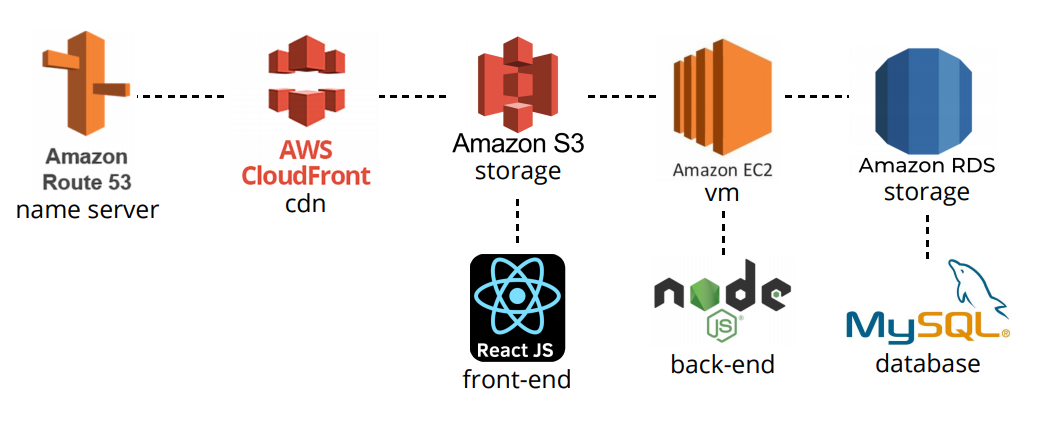 Amazon
Route 53
name server
AWS
CloudFront
cdn
Amazon S3
storage
Amazon EC2
vm
Amazon RDS
storage
React JS
front-end
node
JS®
back-end
MySQL®
database